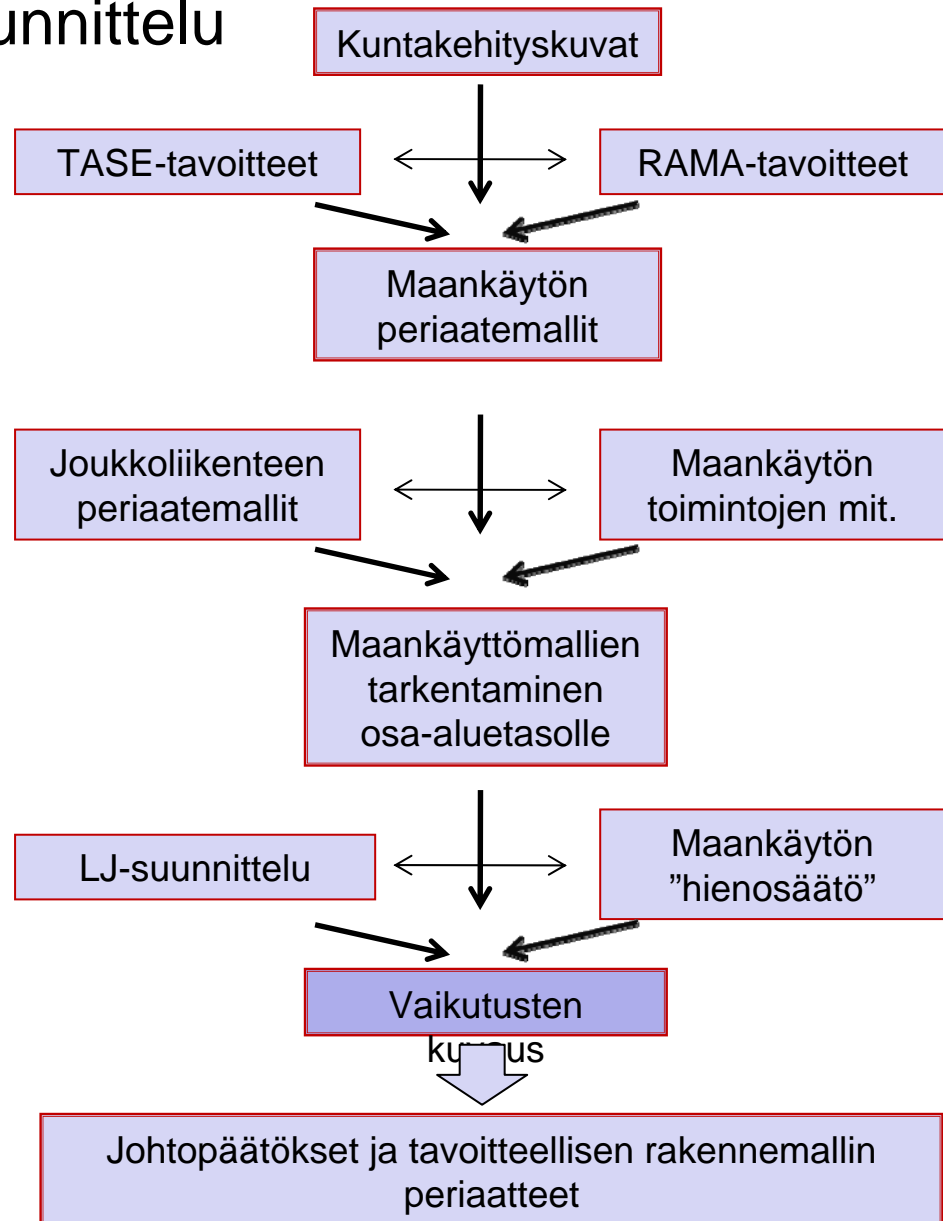 unnittelu
Kuntakehityskuvat
TASE-tavoitteet
RAMA-tavoitteet
Maankäytön
periaatemallit
Joukkoliikenteen
periaatemallit
Maankäytön
toimintojen mit.
Maankäyttömallien
tarkentaminen
osa-aluetasolle
LJ-suunnittelu
Maankäytön
”hienosäätö”
Vaikutusten
kuvaus
Johtopäätökset ja tavoitteellisen rakennemallin
periaatteet